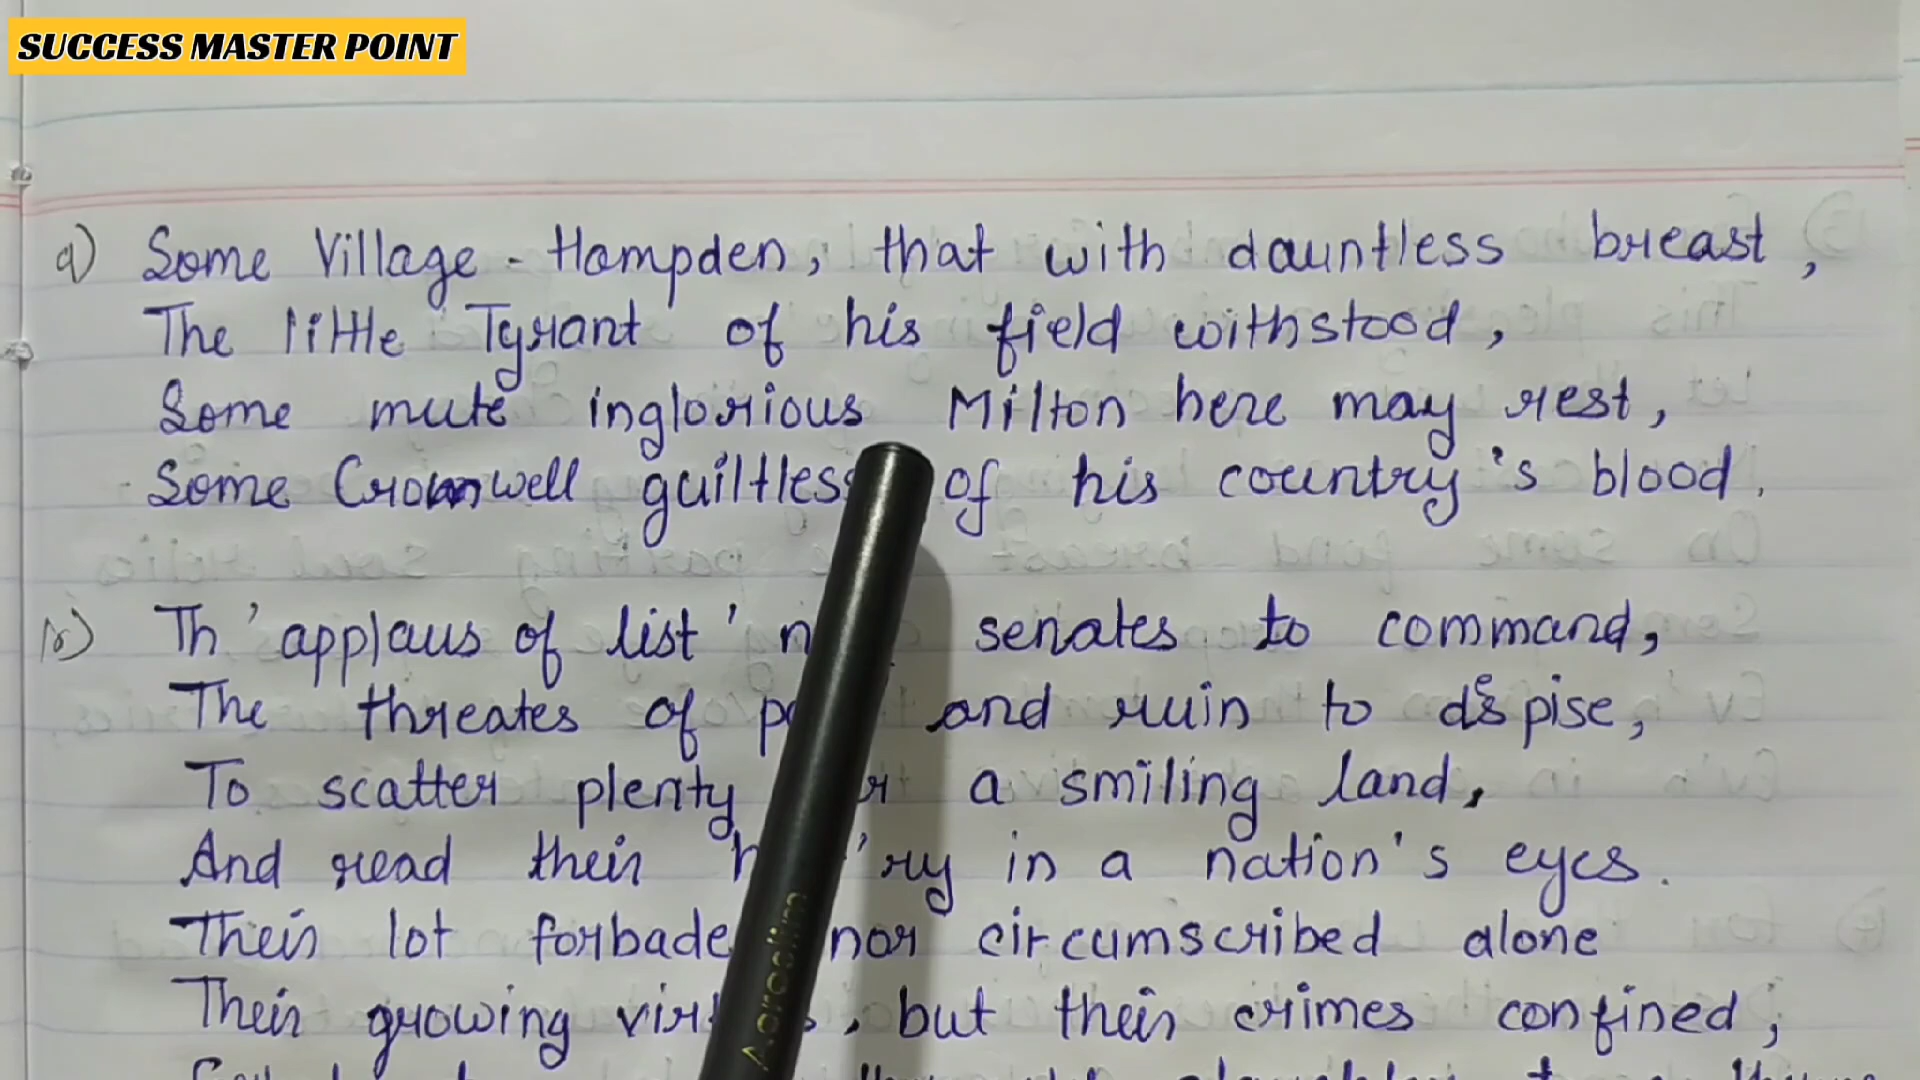 SUCCESS MASTER POINT
a) Some Village - Hampden, that with dauntless breast,
The little Tyrant of his field withstood,
Some mute inglorious Milton here may rest,
Some Cromwell guiltless of his country's blood.
b) Th' applaus of list' n senates to command,
The threates of and ruin to despise,
To scatter plenty a smiling land,
And read their 'ry in a nation's eyes.
Their lot forbade nor circumscribed alone
Their growing , but their crimes confined,
Acroslim